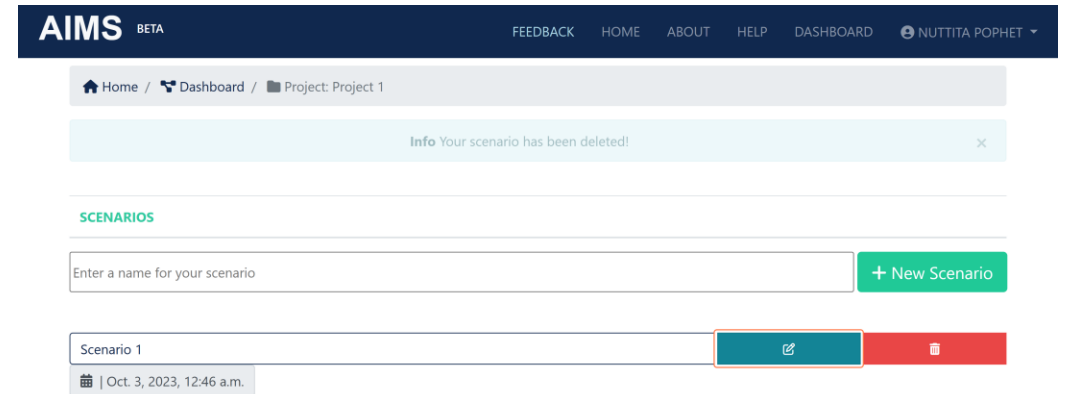 AIMS BETA FEEDBACK HOME ABOUT HELP DASHBOARD NUTTITA POPHET
Home / Dashboard / Project: Project 1
Info Your scenario has been deleted! ×
SCENARIOS
Enter a name for your scenario + New Scenario
Scenario 1
| Oct. 3, 2023, 12:46 a.m.